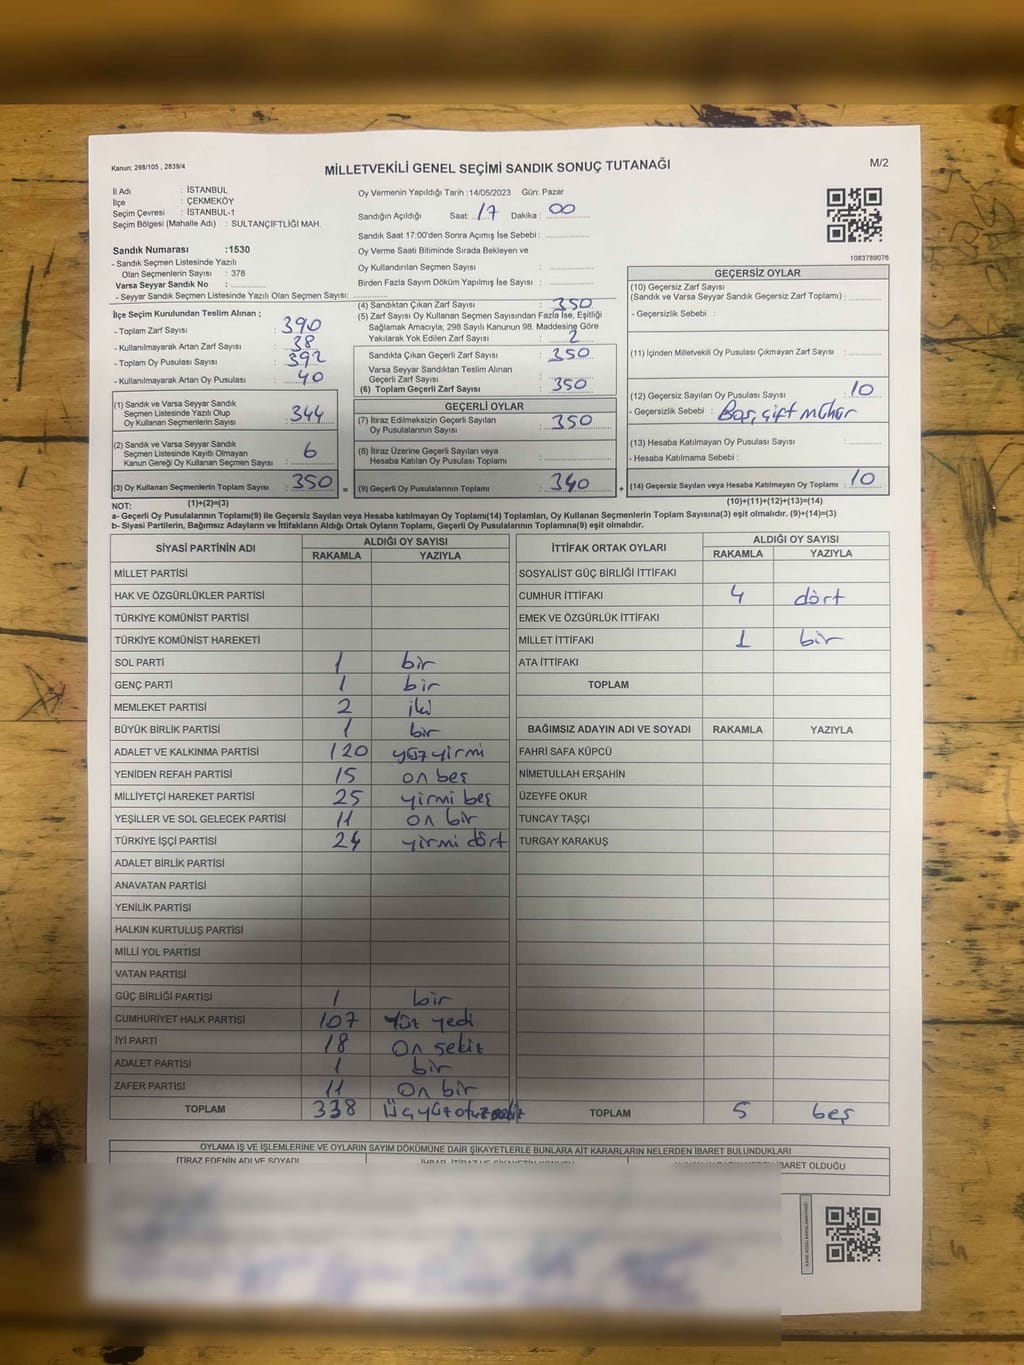 Kanun; 298/105 , 2839/4
MİLLETVEKİLİ GENEL SEÇİMİ SANDIK SONUÇ TUTANAĞI
M/2
İl Adı : İSTANBUL
İlçe : ÇEKMEKÖY
Seçim Çevresi : İSTANBUL-1
Seçim Bölgesi (Mahalle Adı) : SULTANÇİFTLİĞİ MAH.
Sandık Numarası :1530
- Sandık Seçmen Listesinde Yazılı
Olan Seçmenlerin Sayısı : 378
Varsa Seyyar Sandık No :
- Seyyar Sandık Seçmen Listesinde Yazılı Olan Seçmen Sayısı:
Oy Vermenin Yapıldığı Tarih :14/05/2023 Gün: Pazar
Sandığın Açıldığı Saat: 17 Dakika : 00
Sandık Saat 17:00'den Sonra Açımış İse Sebebi :
Oy Verme Saati Bitiminde Sırada Bekleyen ve
Oy Kullandırılan Seçmen Sayısı :
Birden Fazla Sayım Döküm Yapılmış İse Sayısı :
1083789076
İlçe Seçim Kurulundan Teslim Alınan ;
- Toplam Zarf Sayısı : 390
- Kullanılmayarak Artan Zarf Sayısı : 38
- Toplam Oy Pusulası Sayısı : 392
- Kullanılmayarak Artan Oy Pusulası : 40
(1) Sandık ve Varsa Seyyar Sandık
Seçmen Listesinde Yazılı Olup
Oy Kullanan Seçmenlerin Sayısı : 344
(2) Sandık ve Varsa Seyyar Sandık
Seçmen Listesinde Kayıtlı Olmayan
Kanun Gereği Oy Kullanan Seçmen Sayısı : 6
(3) Oy Kullanan Seçmenlerin Toplam Sayısı : 350 =
(1)+(2)=(3)
(4) Sandıktan Çıkan Zarf Sayısı : 350
(5) Zarf Sayısı Oy Kullanan Seçmen Sayısından Fazla İse, Eşitliği
Sağlamak Amacıyla; 298 Sayılı Kanunun 98. Maddesine Göre
Yakılarak Yok Edilen Zarf Sayısı : 2
Sandıkta Çıkan Geçerli Zarf Sayısı : 350
Varsa Seyyar Sandıktan Teslim Alınan
Geçerli Zarf Sayısı :
(6) Toplam Geçerli Zarf Sayısı : 350
GEÇERLİ OYLAR
(7) İtiraz Edilmeksizin Geçerli Sayılan
Oy Pusulalarının Sayısı : 350
(8) İtiraz Üzerine Geçerli Sayılan veya
Hesaba Katılan Oy Pusulası Toplamı :
(9) Geçerli Oy Pusulalarının Toplamı : 340 +
GEÇERSİZ OYLAR
(10) Geçersiz Zarf Sayısı
(Sandık ve Varsa Seyyar Sandık Geçersiz Zarf Toplamı) :
- Geçersizlik Sebebi :
(11) İçinden Milletvekili Oy Pusulası Çıkmayan Zarf Sayısı :
(12) Geçersiz Sayılan Oy Pusulası Sayısı : 10
- Geçersizlik Sebebi : Boş, çift mühür
(13) Hesaba Katılmayan Oy Pusulası Sayısı :
- Hesaba Katılmama Sebebi :
(14) Geçersiz Sayılan veya Hesaba Katılmayan Oy Toplamı : 10
(10)+(11)+(12)+(13)=(14)
NOT:
a- Geçerli Oy Pusulalarının Toplamı(9) İle Geçersiz Sayılan veya Hesaba katılmayan Oy Toplamı(14) Toplamları, Oy Kullanan Seçmenlerin Toplam Sayısına(3) eşit olmalıdır. (9)+(14)=(3)
b- Siyasi Partilerin, Bağımsız Adayların ve İttifakların Aldığı Ortak Oyların Toplamı, Geçerli Oy Pusulalarının Toplamına(9) eşit olmalıdır.
SİYASİ PARTİNİN ADI ALDIĞI OY SAYISI
RAKAMLA YAZIYLA
MİLLET PARTİSİ
HAK VE ÖZGÜRLÜKLER PARTİSİ
TÜRKİYE KOMÜNİST PARTİSİ
TÜRKİYE KOMÜNİST HAREKETİ
SOL PARTİ 1 bir
GENÇ PARTİ 1 bir
MEMLEKET PARTİSİ 2 iki
BÜYÜK BİRLİK PARTİSİ 1 bir
ADALET VE KALKINMA PARTİSİ 120 yüzyirmi
YENİDEN REFAH PARTİSİ 15 on beş
MİLLİYETÇİ HAREKET PARTİSİ 25 yirmi beş
YEŞİLLER VE SOL GELECEK PARTİSİ 11 on bir
TÜRKİYE İŞÇİ PARTİSİ 24 yirmi dört
ADALET BİRLİK PARTİSİ
ANAVATAN PARTİSİ
YENİLİK PARTİSİ
HALKIN KURTULUŞ PARTİSİ
MİLLİ YOL PARTİSİ
VATAN PARTİSİ
GÜÇ BİRLİĞİ PARTİSİ 1 bir
CUMHURİYET HALK PARTİSİ 107 Yüz yedi
İYİ PARTİ 18 On sekiz
ADALET PARTİSİ 1 bir
ZAFER PARTİSİ 11 On bir
TOPLAM 338 Üçyüzotuzsekiz
İTTİFAK ORTAK OYLARI ALDIĞI OY SAYISI
RAKAMLA YAZIYLA
SOSYALİST GÜÇ BİRLİĞİ İTTİFAKI
CUMHUR İTTİFAKI 4 dört
EMEK VE ÖZGÜRLÜK İTTİFAKI
MİLLET İTTİFAKI 1 bir
ATA İTTİFAKI
TOPLAM
BAĞIMSIZ ADAYIN ADI VE SOYADI RAKAMLA YAZIYLA
FAHRİ SAFA KÜPCÜ
NİMETULLAH ERŞAHİN
ÜZEYFE OKUR
TUNCAY TAŞÇI
TURGAY KARAKUŞ
TOPLAM 5 beş
OYLAMA İŞ VE İŞLEMLERİNE VE OYLARIN SAYIM DÖKÜMÜNE DAİR ŞİKAYETLERLE BUNLARA AİT KARARLARIN NELERDEN İBARET BULUNDUKLARI
İTİRAZ EDENİN ADI VE SOYADI
İBARET OLDUĞU